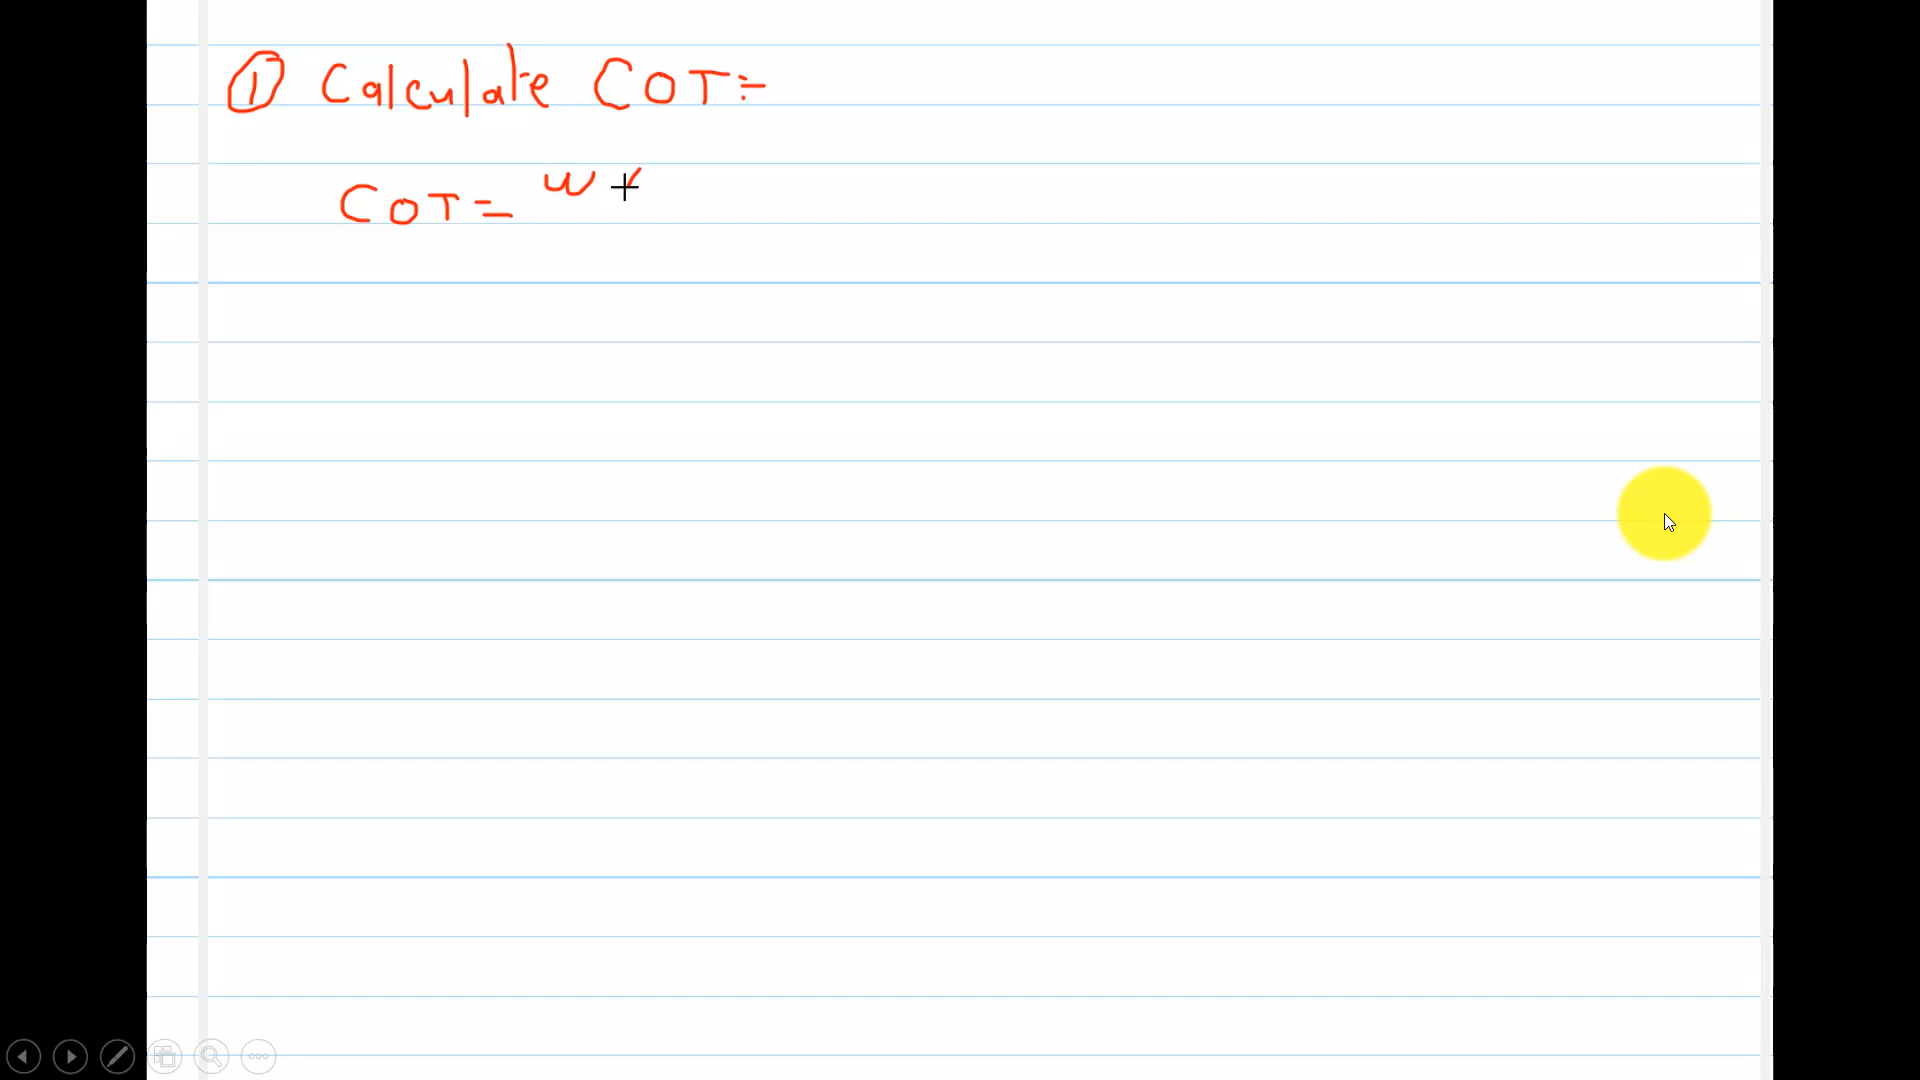 ① Calculate COT:-
COT = W